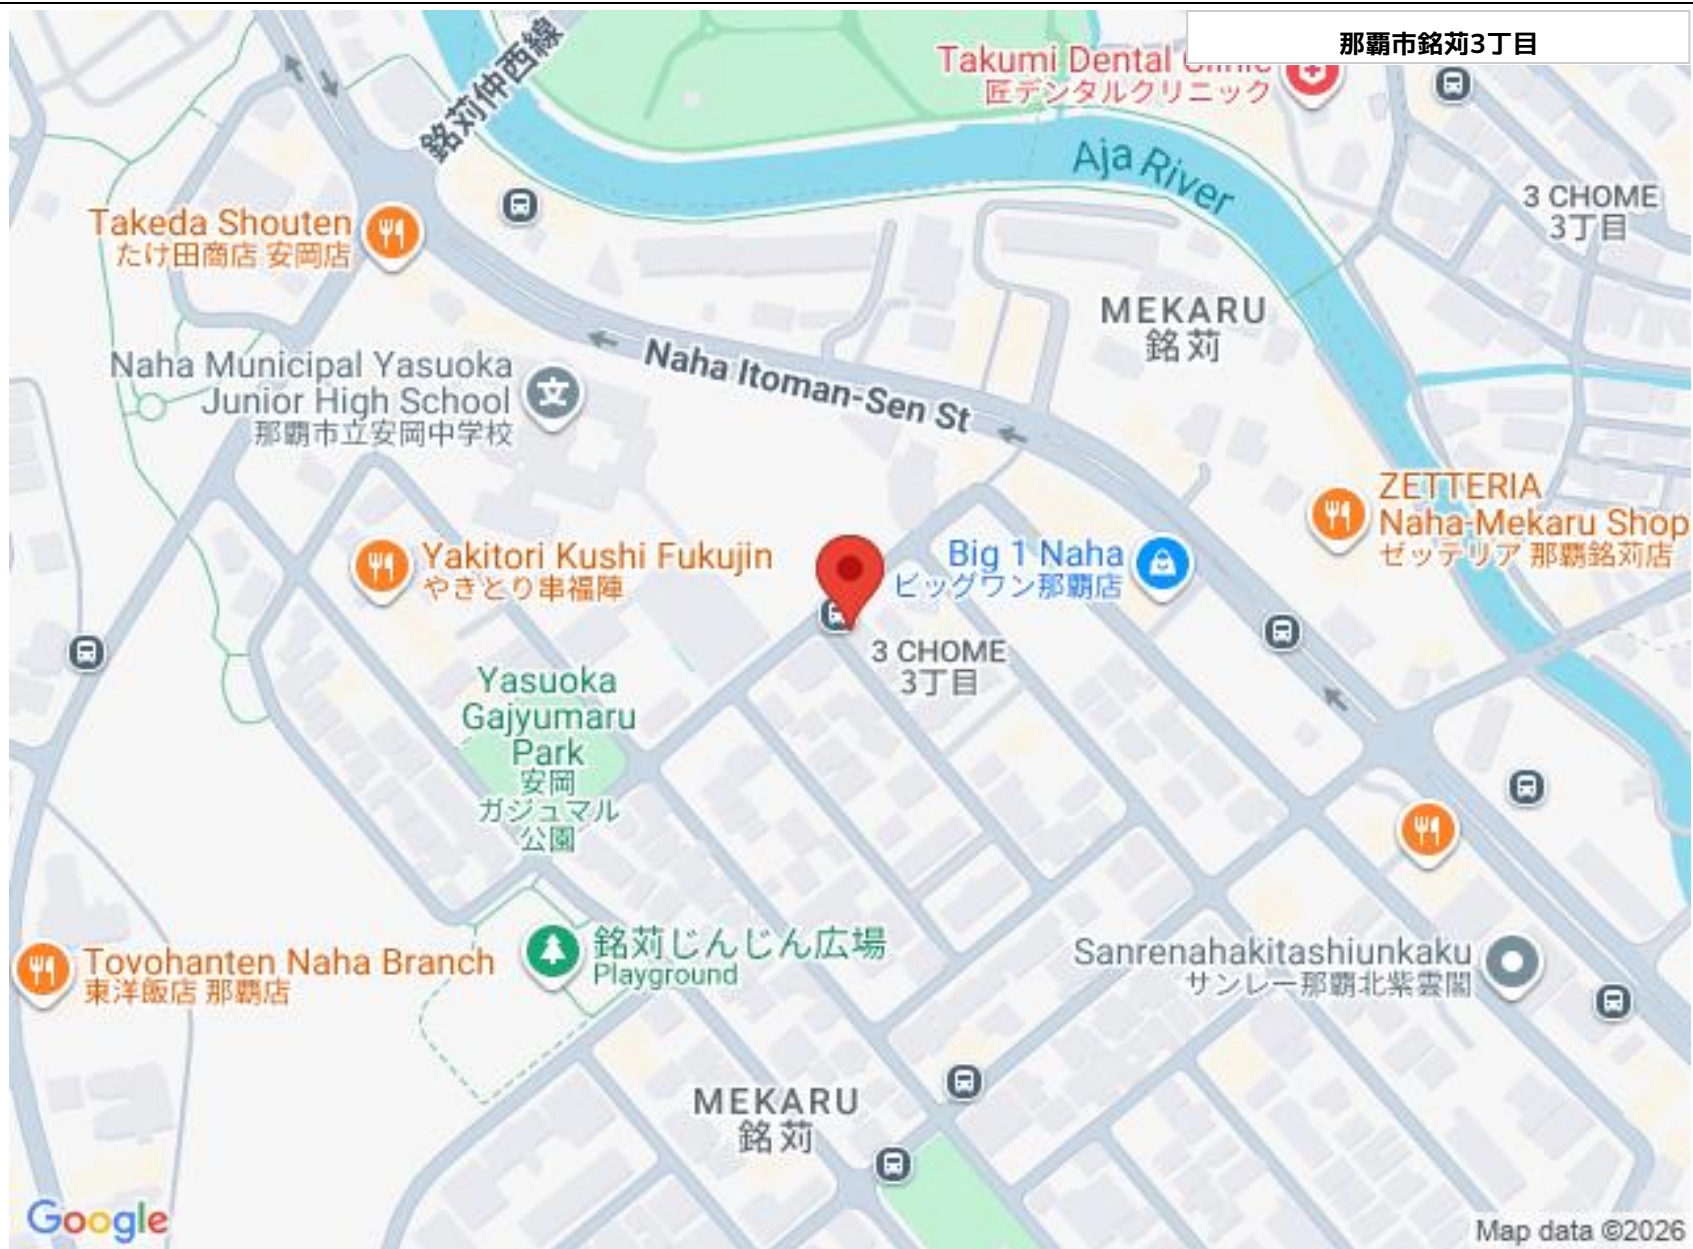 那覇市銘苅3丁目
銘苅仲西線
Takumi Dental Clinic
匠デンタルクリニック
Aja River
3 CHOME
3丁目
Takeda Shouten
たけ田商店 安岡店
MEKARU
銘苅
Naha Municipal Yasuoka
Junior High School
那覇市立安岡中学校
文
Naha Itoman-Sen St
ZETTERIA
Naha-Mekaru Shop
ゼッテリア 那覇銘苅店
Yakitori Kushi Fukujin
やきとり串福陣
Big 1 Naha
ビッグワン那覇店
3 CHOME
3丁目
Yasuoka
Gajyumaru
Park
安岡
ガジュマル
公園
Toyohanten Naha Branch
東洋飯店 那覇店
銘苅じんじん広場
Playground
Sanrenahakitashiunkaku
サンレー那覇北紫雲閣
MEKARU
銘苅
Google
Map data ©2026